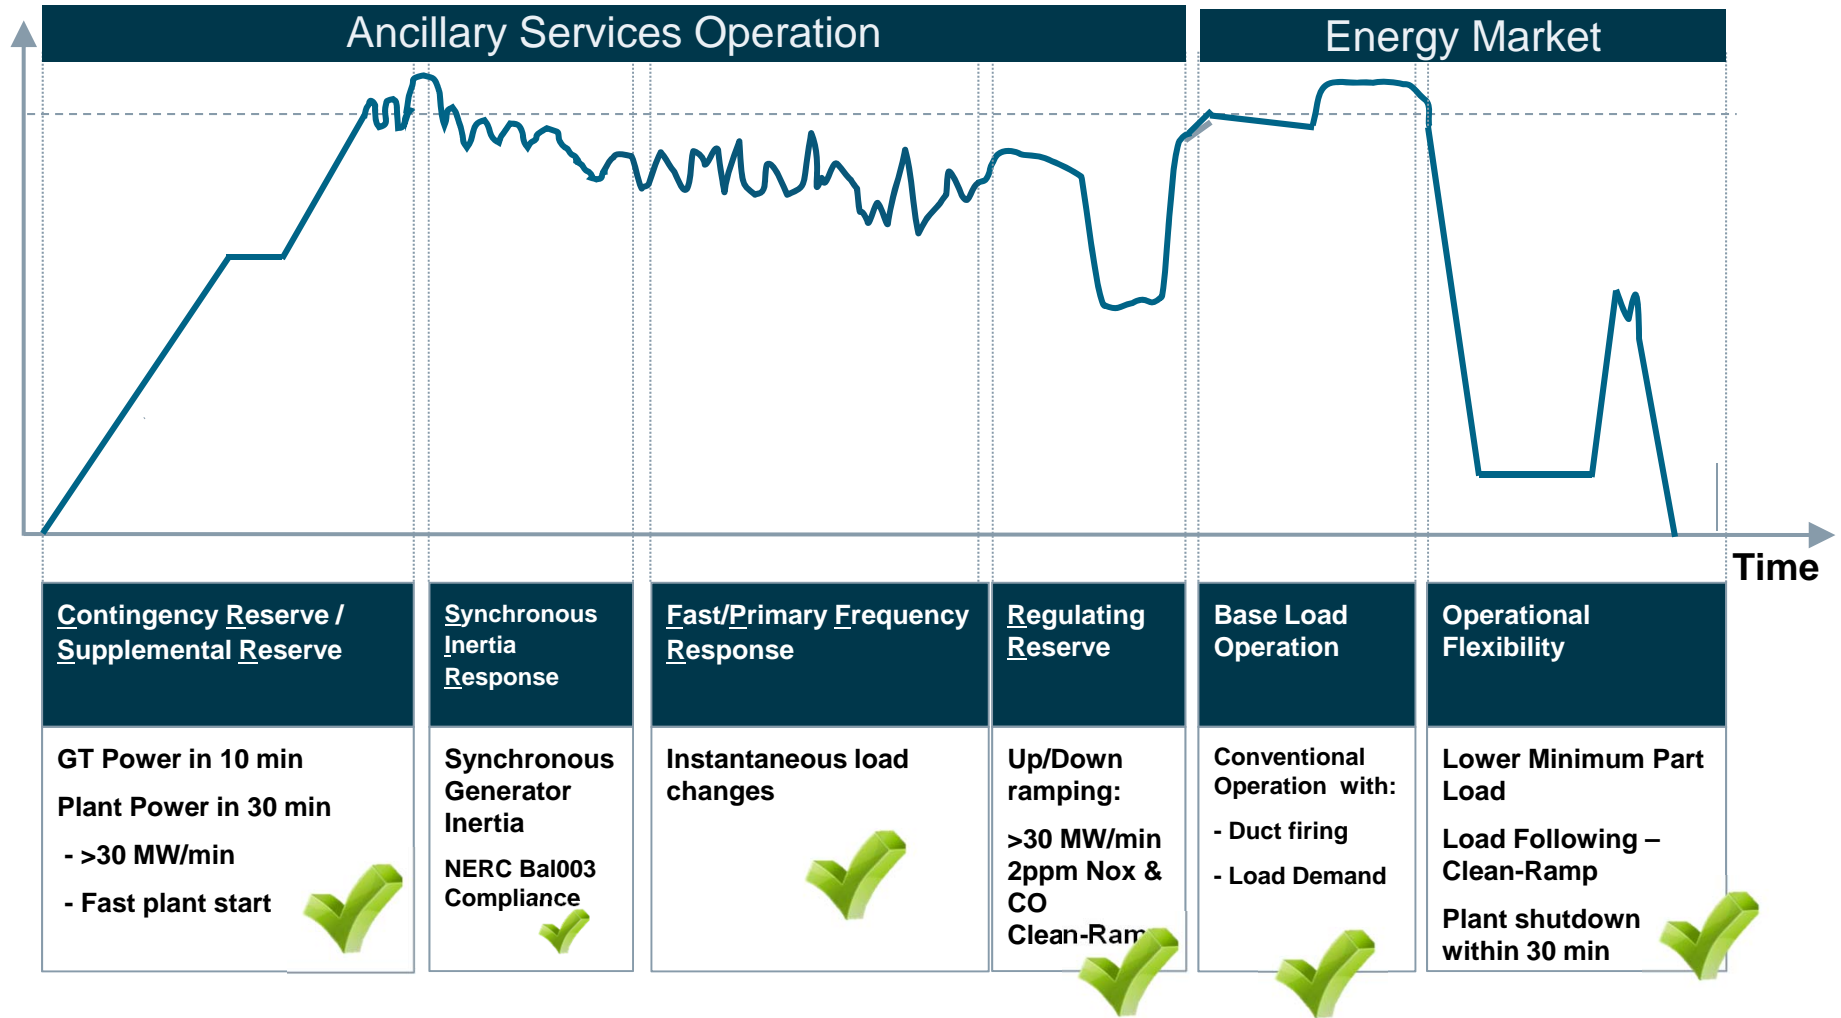 Ancillary Services Operation
Energy Market
Time
Contingency Reserve /
Supplemental Reserve
Synchronous
Inertia
Response
Fast/Primary Frequency
Response
Regulating
Reserve
Base Load
Operation
Operational
Flexibility
GT Power in 10 min
Plant Power in 30 min
- >30 MW/min
- Fast plant start
Synchronous
Generator
Inertia
NERC Bal003
Compliance
Instantaneous load
changes
Up/Down
ramping:
>30 MW/min
2ppm Nox &
CO
Clean-Ram
Conventional
Operation with:
- Duct firing
- Load Demand
Lower Minimum Part
Load
Load Following –
Clean-Ramp
Plant shutdown
within 30 min